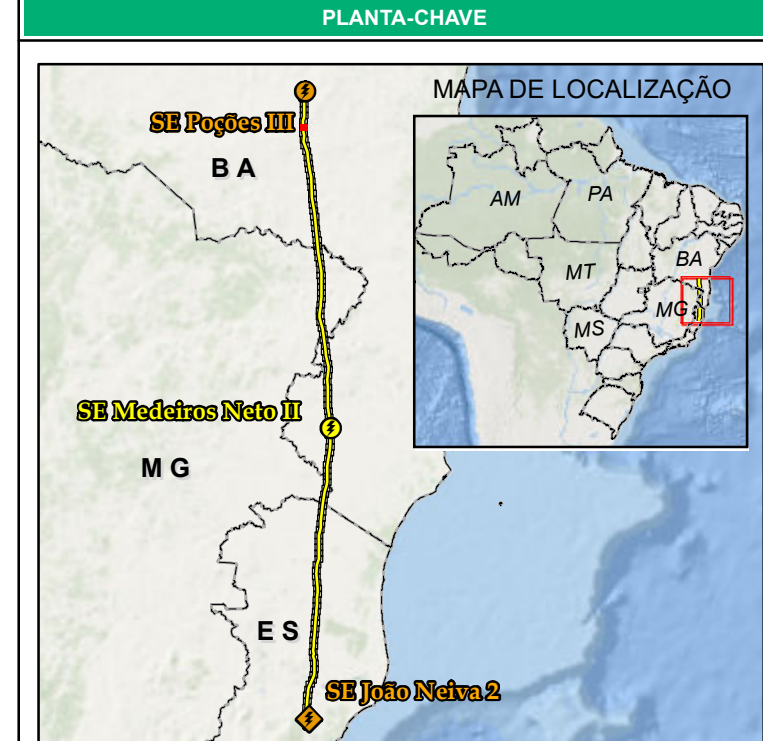 PLANTA-CHAVE
MAPA DE LOCALIZAÇÃO
SE Poções III
B A
AM
PA
MT
BA
MG
MS
SE Medeiros Neto II
M G
E S
SE João Neiva 2